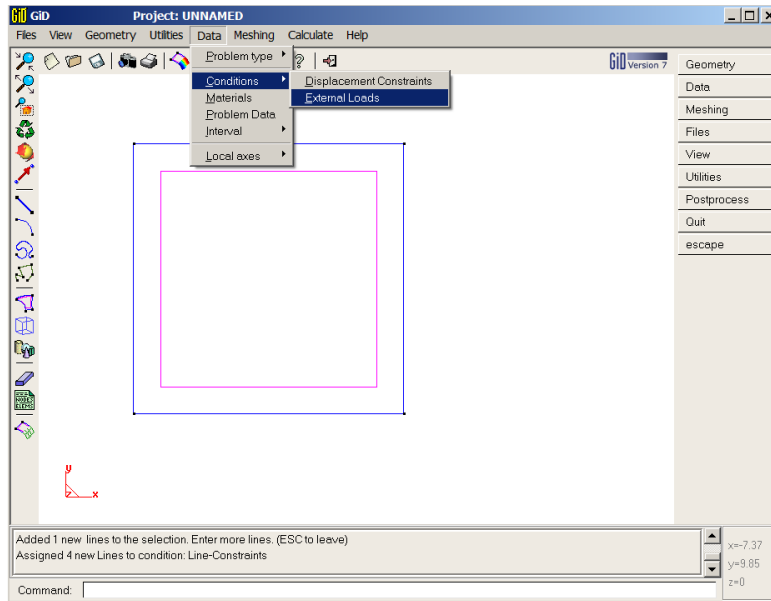 GiD GiD Project: UNNAMED
Files View Geometry Utilities Data Meshing Calculate Help
Problem type
Conditions
Materials
Problem Data
Interval
Local axes
Displacement Constraints
External Loads
GiD Version 7
Geometry
Data
Meshing
Files
View
Utilities
Postprocess
Quit
escape
y
z x
Added 1 new lines to the selection. Enter more lines. (ESC to leave)
Assigned 4 new Lines to condition: Line-Constraints
x=-7.37
y=9.85
z=0
Command: